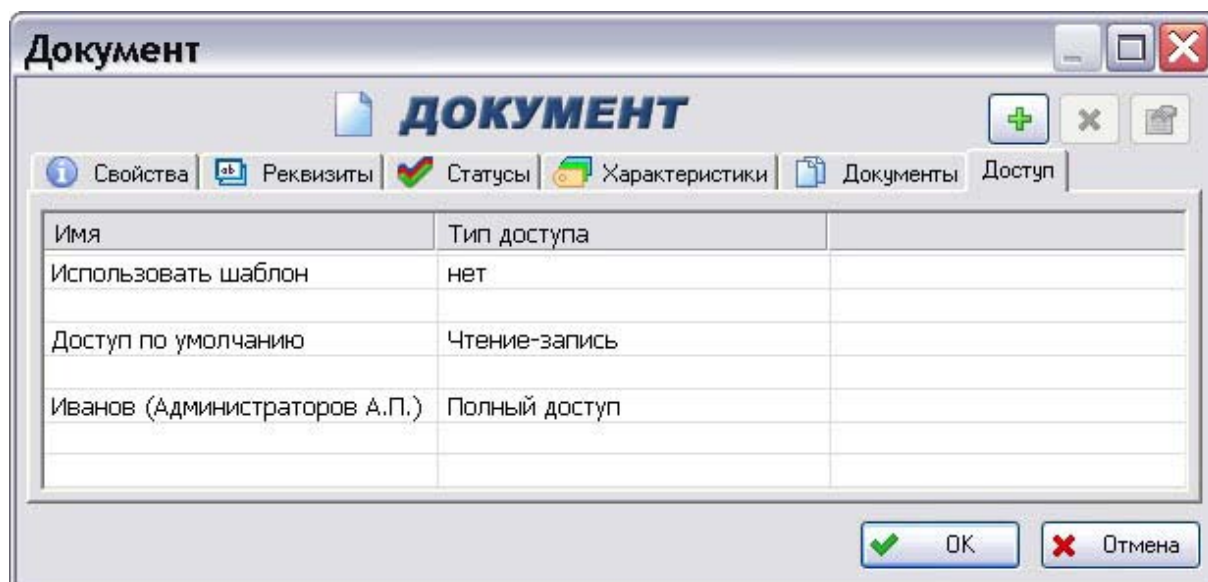 Документ
ДОКУМЕНТ
Свойства Реквизиты Статусы Характеристики Документы Доступ
Имя Тип доступа
Использовать шаблон нет
Доступ по умолчанию Чтение-запись
Иванов (Администраторов А.П.) Полный доступ
OK Отмена